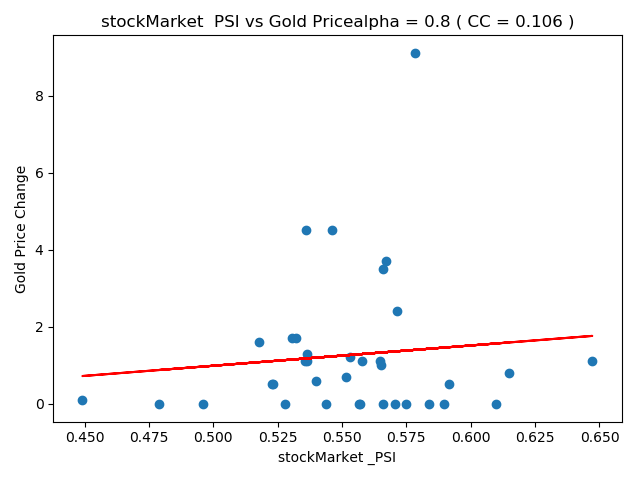 stockMarket  PSI vs Gold Pricealpha = 0.8 ( CC = 0.106 )
Gold Price Change
8
6
4
2
0
0.450 0.475 0.500 0.525 0.550 0.575 0.600 0.625 0.650
stockMarket _PSI